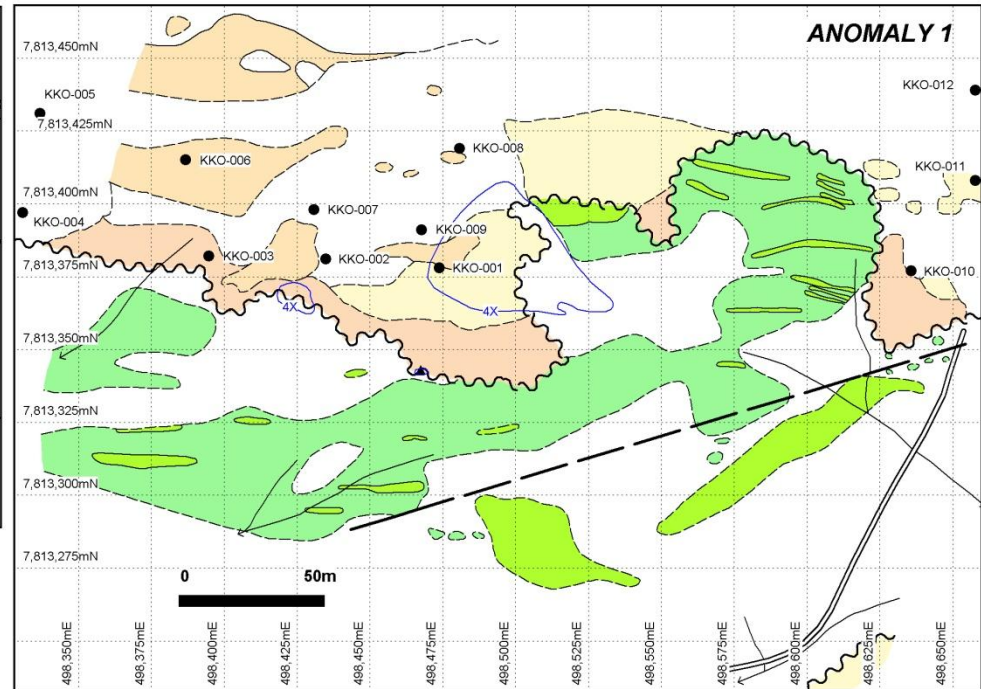 ANOMALY 1
7,813,450mN
KKO-012
KKO-005
7,813,425mN
KKO-008
KKO-006
KKO-011
7,813,400mN
KKO-007
KKO-004
KKO-009
KKO-003
KKO-002
KKO-001
KKO-010
7,813,375mN
4X
4X
7,813,350mN
7,813,325mN
7,813,300mN
7,813,275mN
0 50m
498,350mE
498,375mE
498,400mE
498,425mE
498,475mE
498,500mE
498,525mE
498,550mE
498,575mE
498,600mE
498,625mE
498,650mE